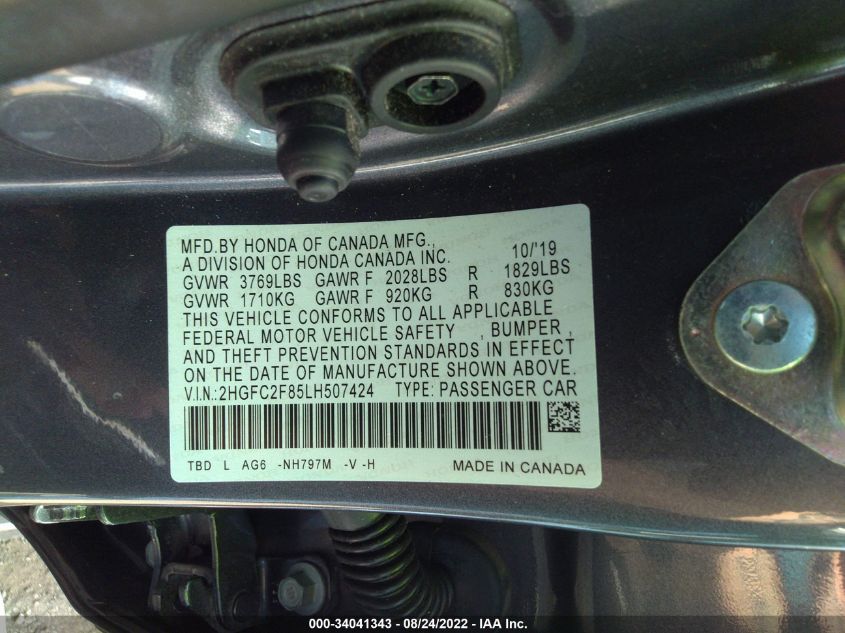 MFD.BY HONDA OF CANADA MFG.,
A DIVISION OF HONDA CANADA INC. 10/'19
GVWR 3769LBS GAWR F 2028LBS R 1829LBS
GVWR 1710KG GAWR F 920KG R 830KG
THIS VEHICLE CONFORMS TO ALL APPLICABLE
FEDERAL MOTOR VEHICLE SAFETY , BUMPER ,
AND THEFT PREVENTION STANDARDS IN EFFECT
ON THE DATE OF MANUFACTURE SHOWN ABOVE.
V.I.N.:2HGFC2F85LH507424 TYPE: PASSENGER CAR
TBD L AG6 -NH797M -V -H MADE IN CANADA
000-34041343 - 08/24/2022 - IAA Inc.